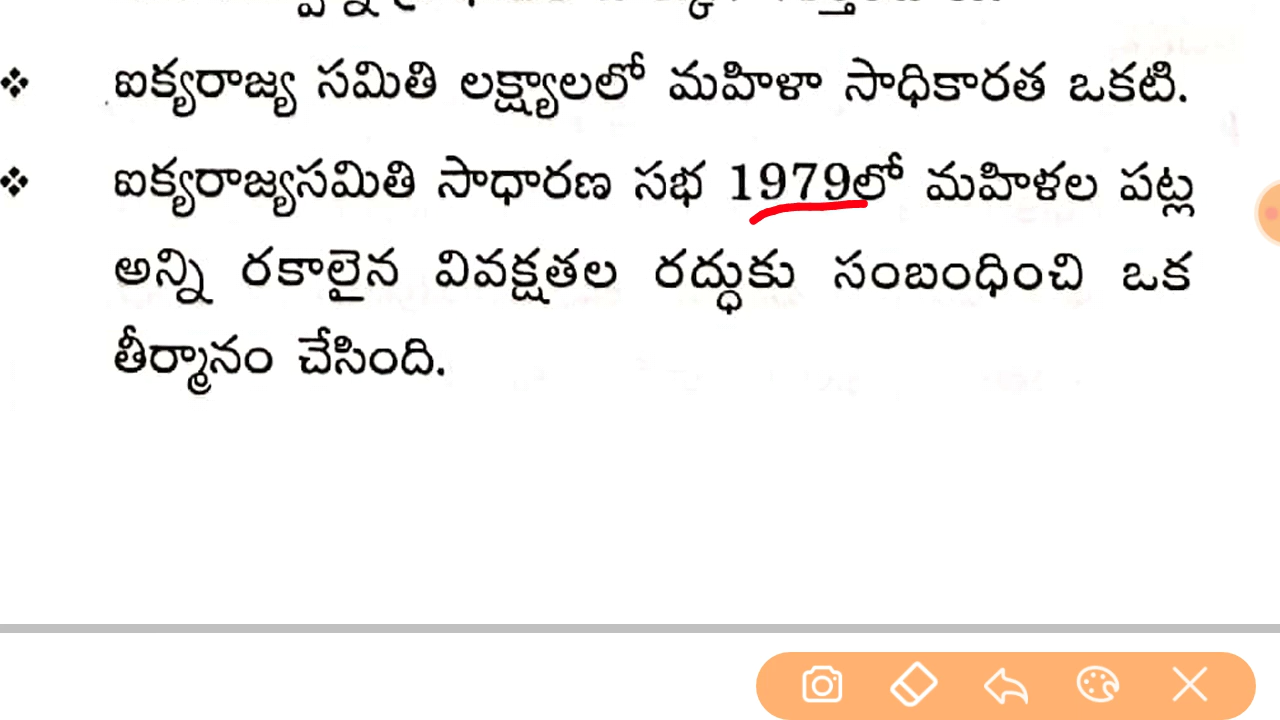 ❖ ఐక్యరాజ్య సమితి లక్ష్యాలలో మహిళా సాధికారత ఒకటి.
❖ ఐక్యరాజ్యసమితి సాధారణ సభ 1979లో మహిళల పట్ల
అన్ని రకాలైన వివక్షతల రద్ధుకు సంబంధించి ఒక
తీర్మానం చేసింది.